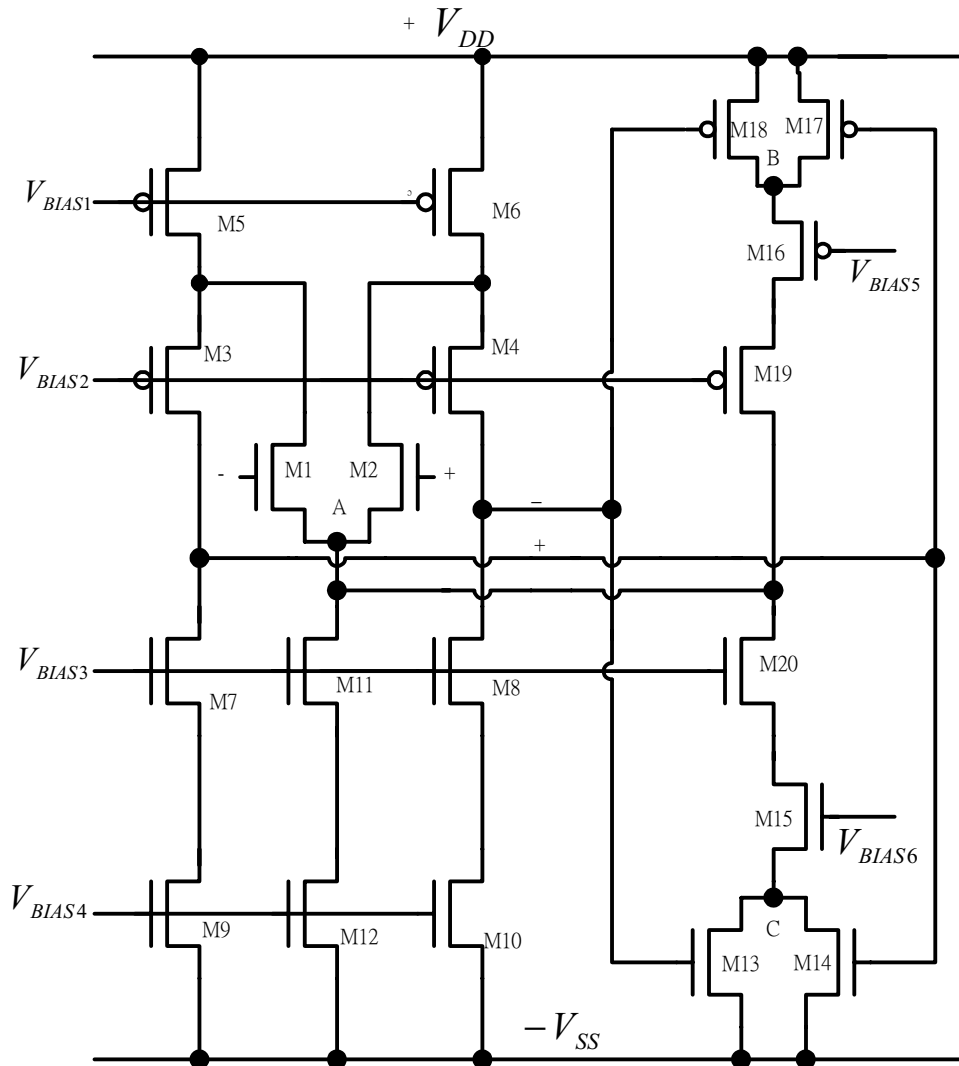 + V_DD
M18 M17
B
V_BIAS1
M5
M6
M16
V_BIAS5
M3
M4
V_BIAS2
M19
- M1 M2 +
A
−
+
V_BIAS3
M7
M11
M8
M20
M15
V_BIAS6
V_BIAS4
M9
M12
M10
C
M13 M14
− V_SS